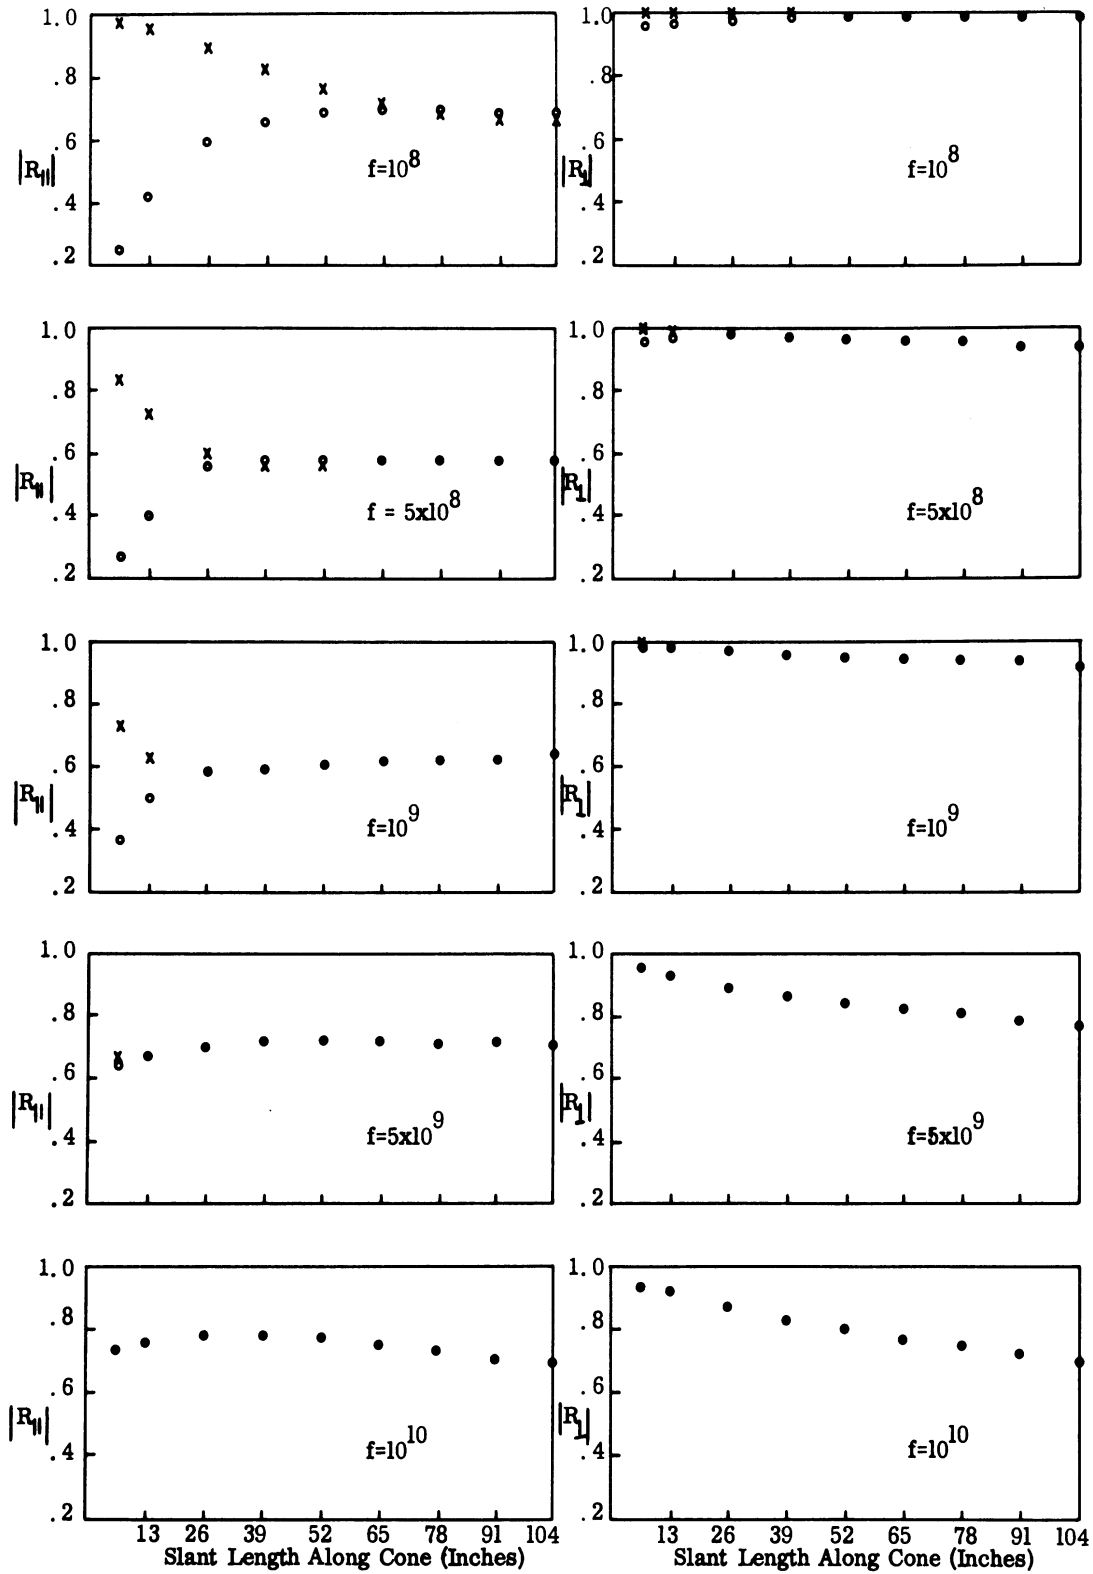 1.0 .8 .6 .4 .2
|R∥|
f=10^8
1.0 .8 .6 .4 .2
|R⊥|
f=10^8
1.0 .8 .6 .4 .2
|R∥|
f = 5x10^8
1.0 .8 .6 .4 .2
|R⊥|
f=5x10^8
1.0 .8 .6 .4 .2
|R∥|
f=10^9
1.0 .8 .6 .4 .2
|R⊥|
f=10^9
1.0 .8 .6 .4 .2
|R∥|
f=5x10^9
1.0 .8 .6 .4 .2
|R⊥|
f=5x10^9
1.0 .8 .6 .4 .2
|R∥|
f=10^10
13 26 39 52 65 78 91 104
Slant Length Along Cone (Inches)
1.0 .8 .6 .4 .2
|R⊥|
f=10^10
13 26 39 52 65 78 91 104
Slant Length Along Cone (Inches)